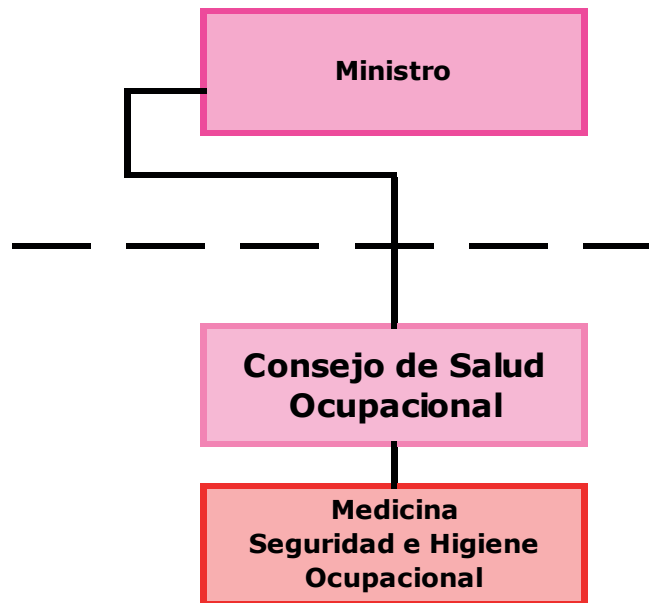 Ministro
Consejo de Salud
Ocupacional
Medicina
Seguridad e Higiene
Ocupacional